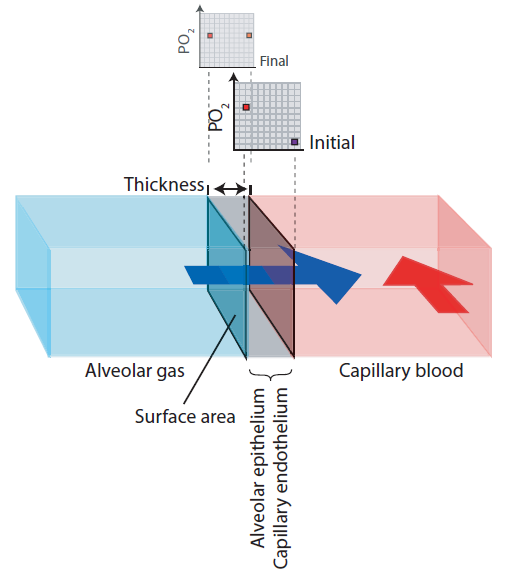 PO2
Final
PO2
Initial
Thickness
Alveolar gas
Capillary blood
Surface area
Alveolar epithelium
Capillary endothelium